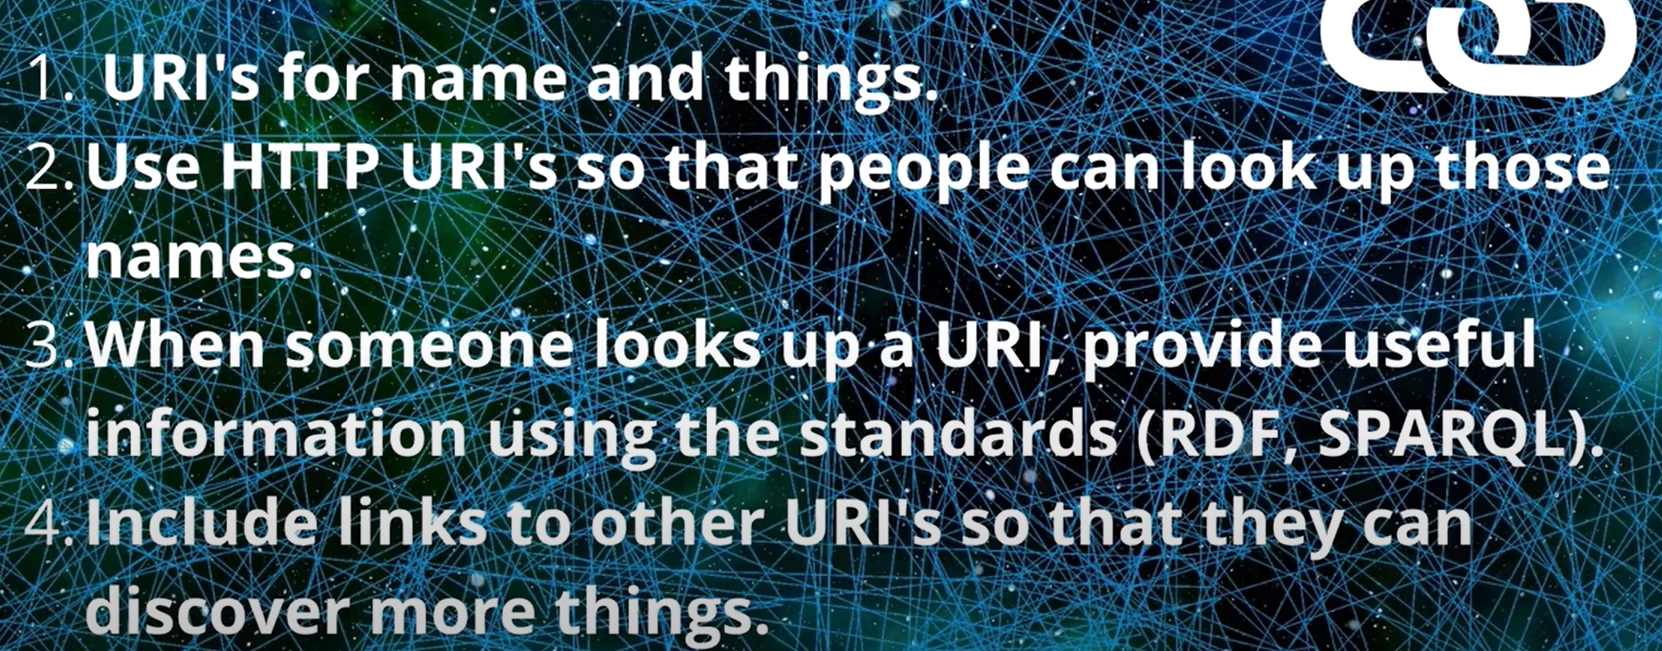 1. URI's for name and things.
2. Use HTTP URI's so that people can look up those
names.
3. When someone looks up a URI, provide useful
information using the standards (RDF, SPARQL).
4. Include links to other URI's so that they can
discover more things.